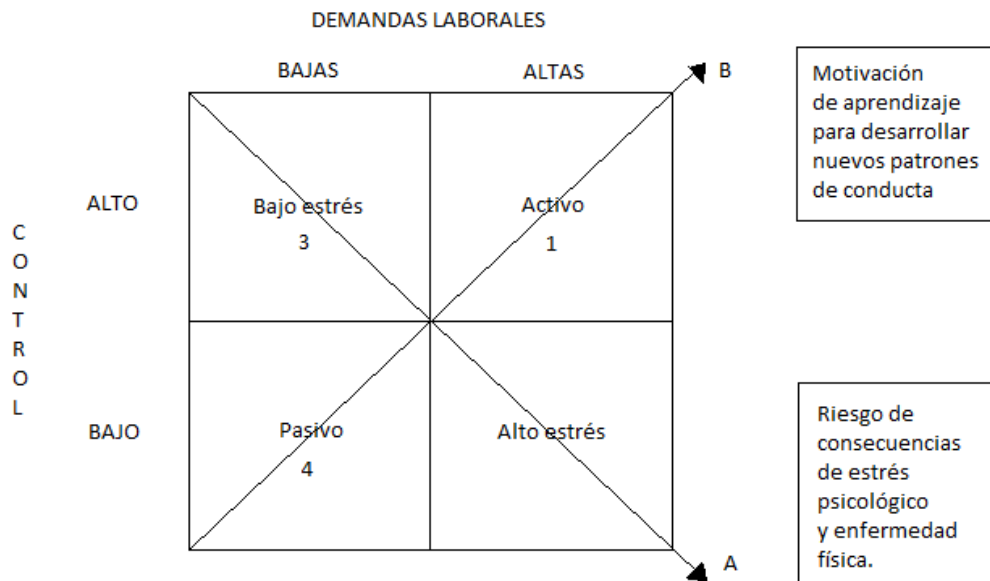 DEMANDAS LABORALES
BAJAS ALTAS
B
Motivación
de aprendizaje
para desarrollar
nuevos patrones
de conducta
ALTO
Bajo estrés
3
Activo
1
C
O
N
T
R
O
L
BAJO
Pasivo
4
Alto estrés
Riesgo de
consecuencias
de estrés
psicológico
y enfermedad
física.
A